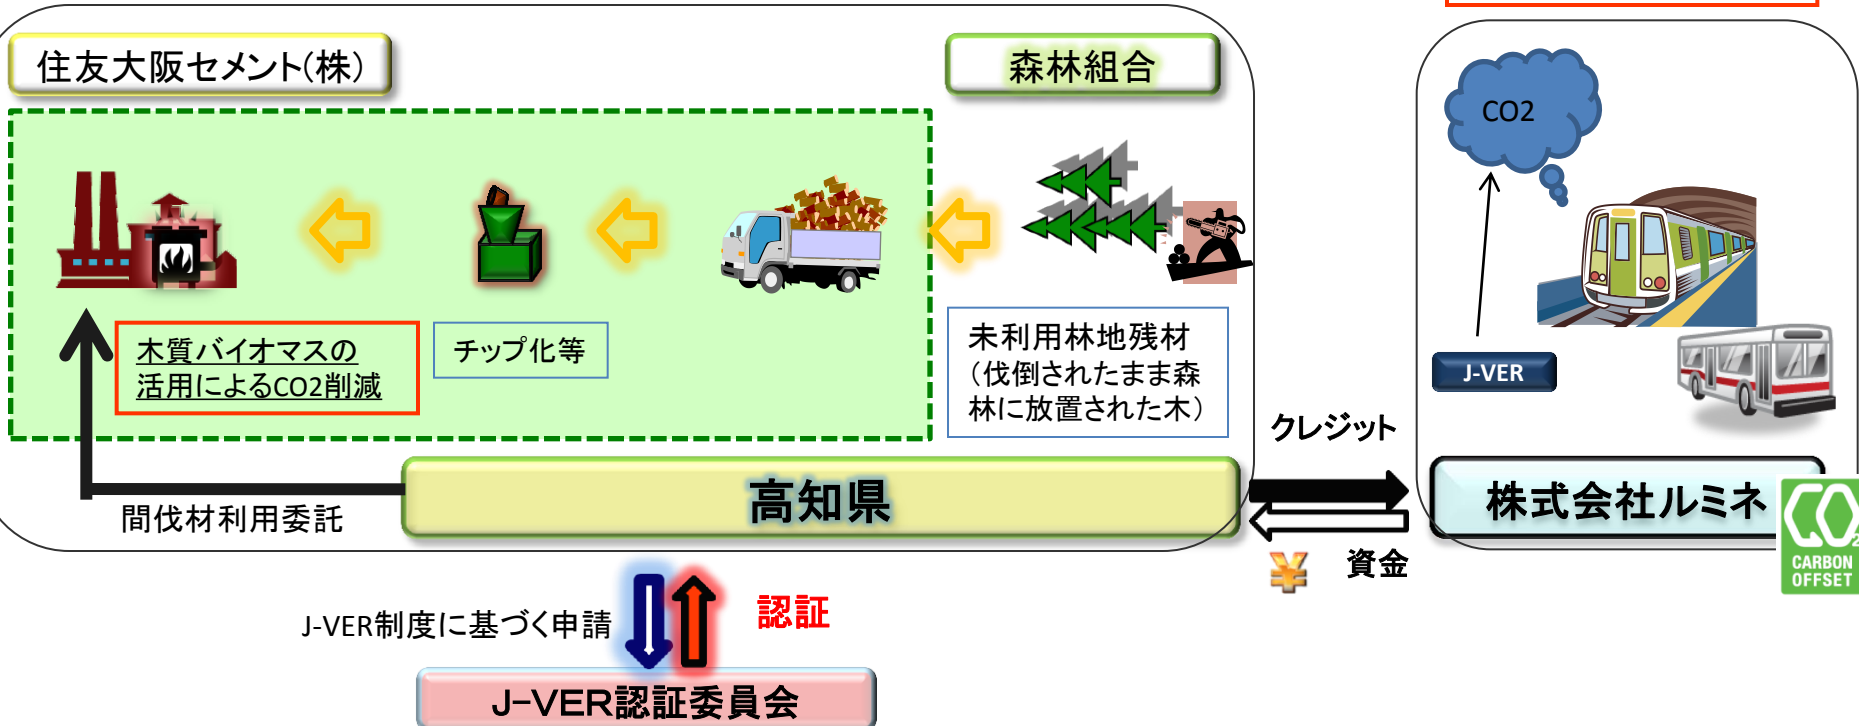 住友大阪セメント(株)
森林組合
CO2
木質バイオマスの
活用によるCO2削減
チップ化等
未利用林地残材
（伐倒されたまま森
林に放置された木）
J-VER
クレジット
高知県
株式会社ルミネ
間伐材利用委託
¥
資金
CO2
CARBON
OFFSET
J-VER制度に基づく申請
認証
J-VER認証委員会